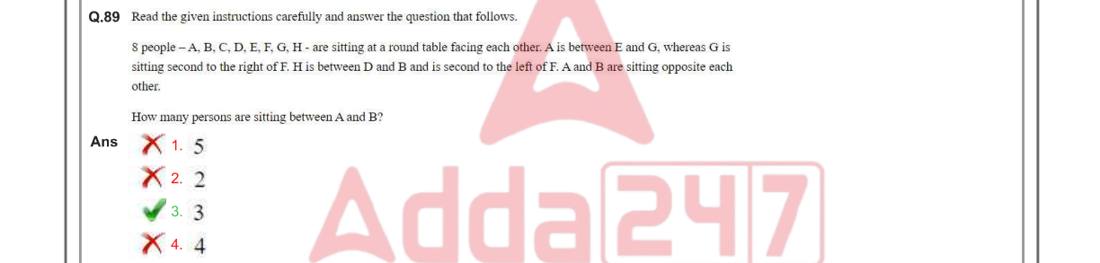 Q.89 Read the given instructions carefully and answer the question that follows.
8 people – A, B, C, D, E, F, G, H - are sitting at a round table facing each other. A is between E and G, whereas G is
sitting second to the right of F. H is between D and B and is second to the left of F. A and B are sitting opposite each
other.
How many persons are sitting between A and B?
Ans 1. 5
2. 2
3. 3
4. 4
Adda247